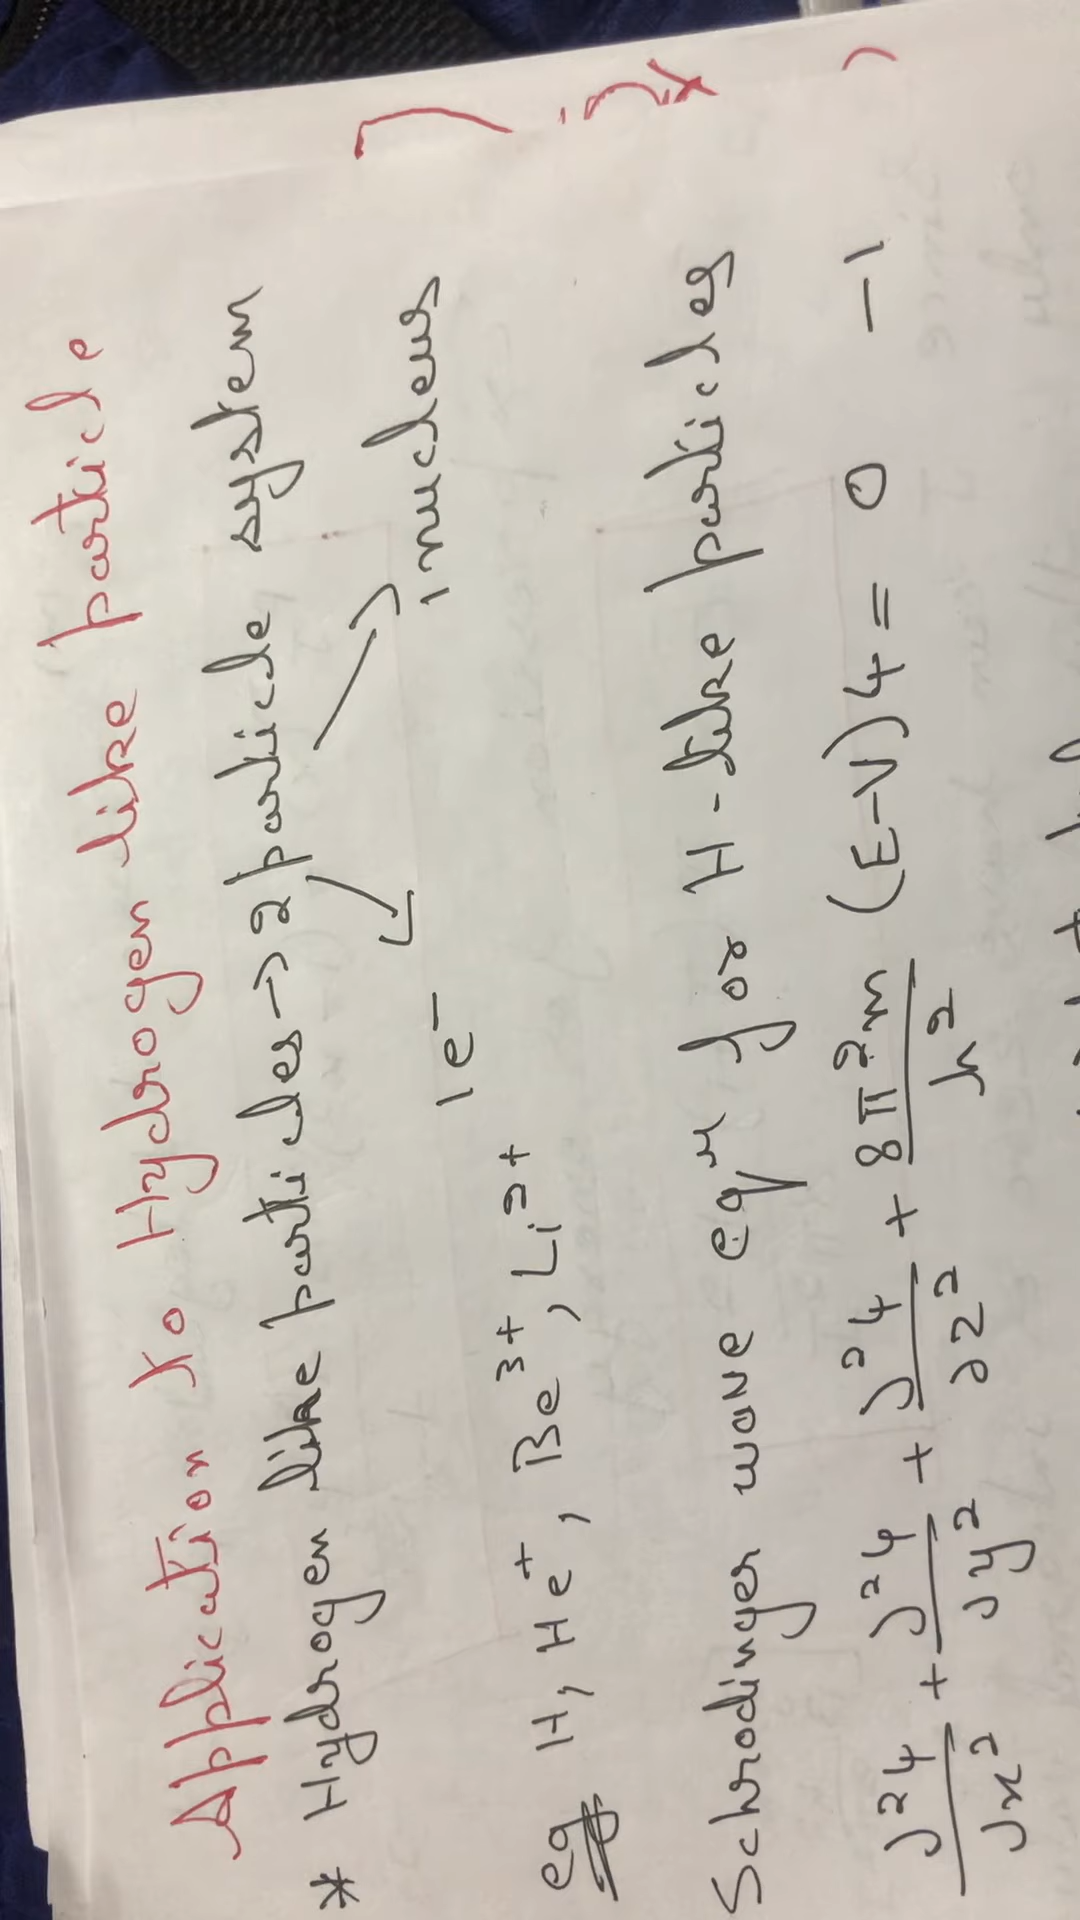 Application to Hydrogen like particle
* Hydrogen like particles → 2 particle system
1e⁻ 1 nucleus
eg H, He⁺, Be³⁺, Li²⁺
Schrodinger wave eqⁿ for H-like particles
∂²ψ/∂x² + ∂²ψ/∂y² + ∂²ψ/∂z² + 8π²m/h² (E-V)ψ = 0 — 1